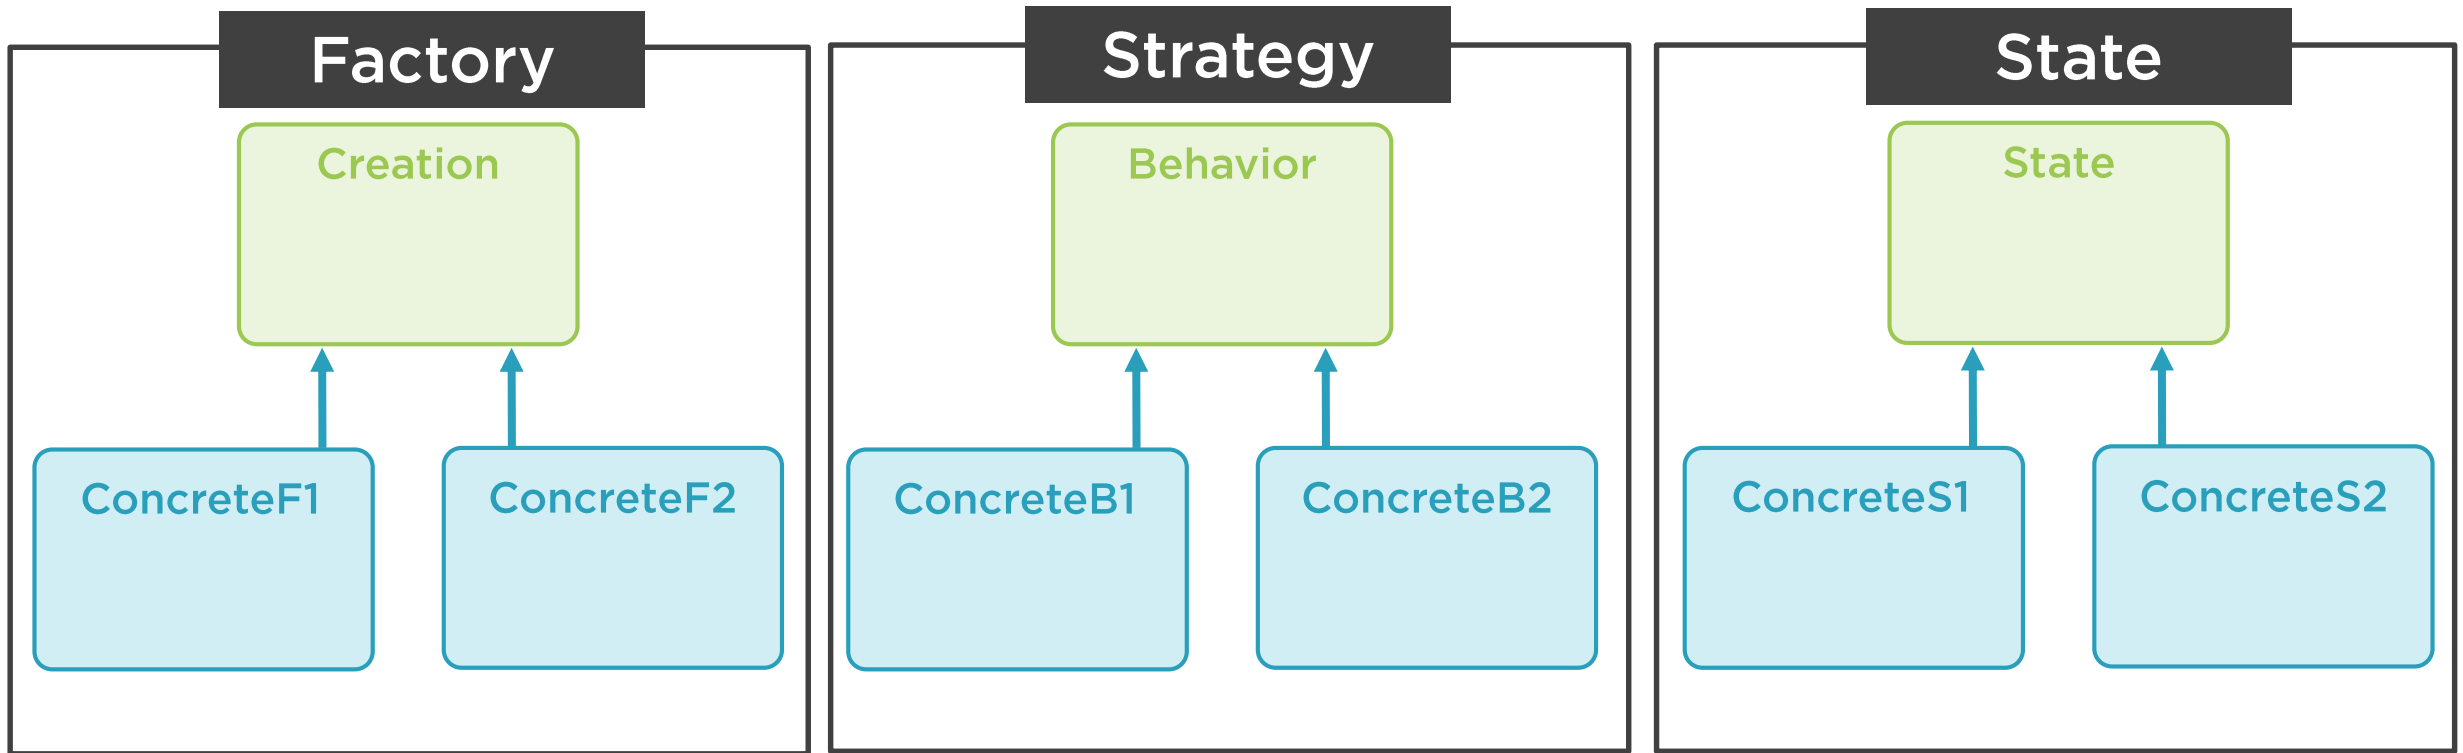 Factory
Creation
ConcreteF1
ConcreteF2
Strategy
Behavior
ConcreteB1
ConcreteB2
State
State
ConcreteS1
ConcreteS2